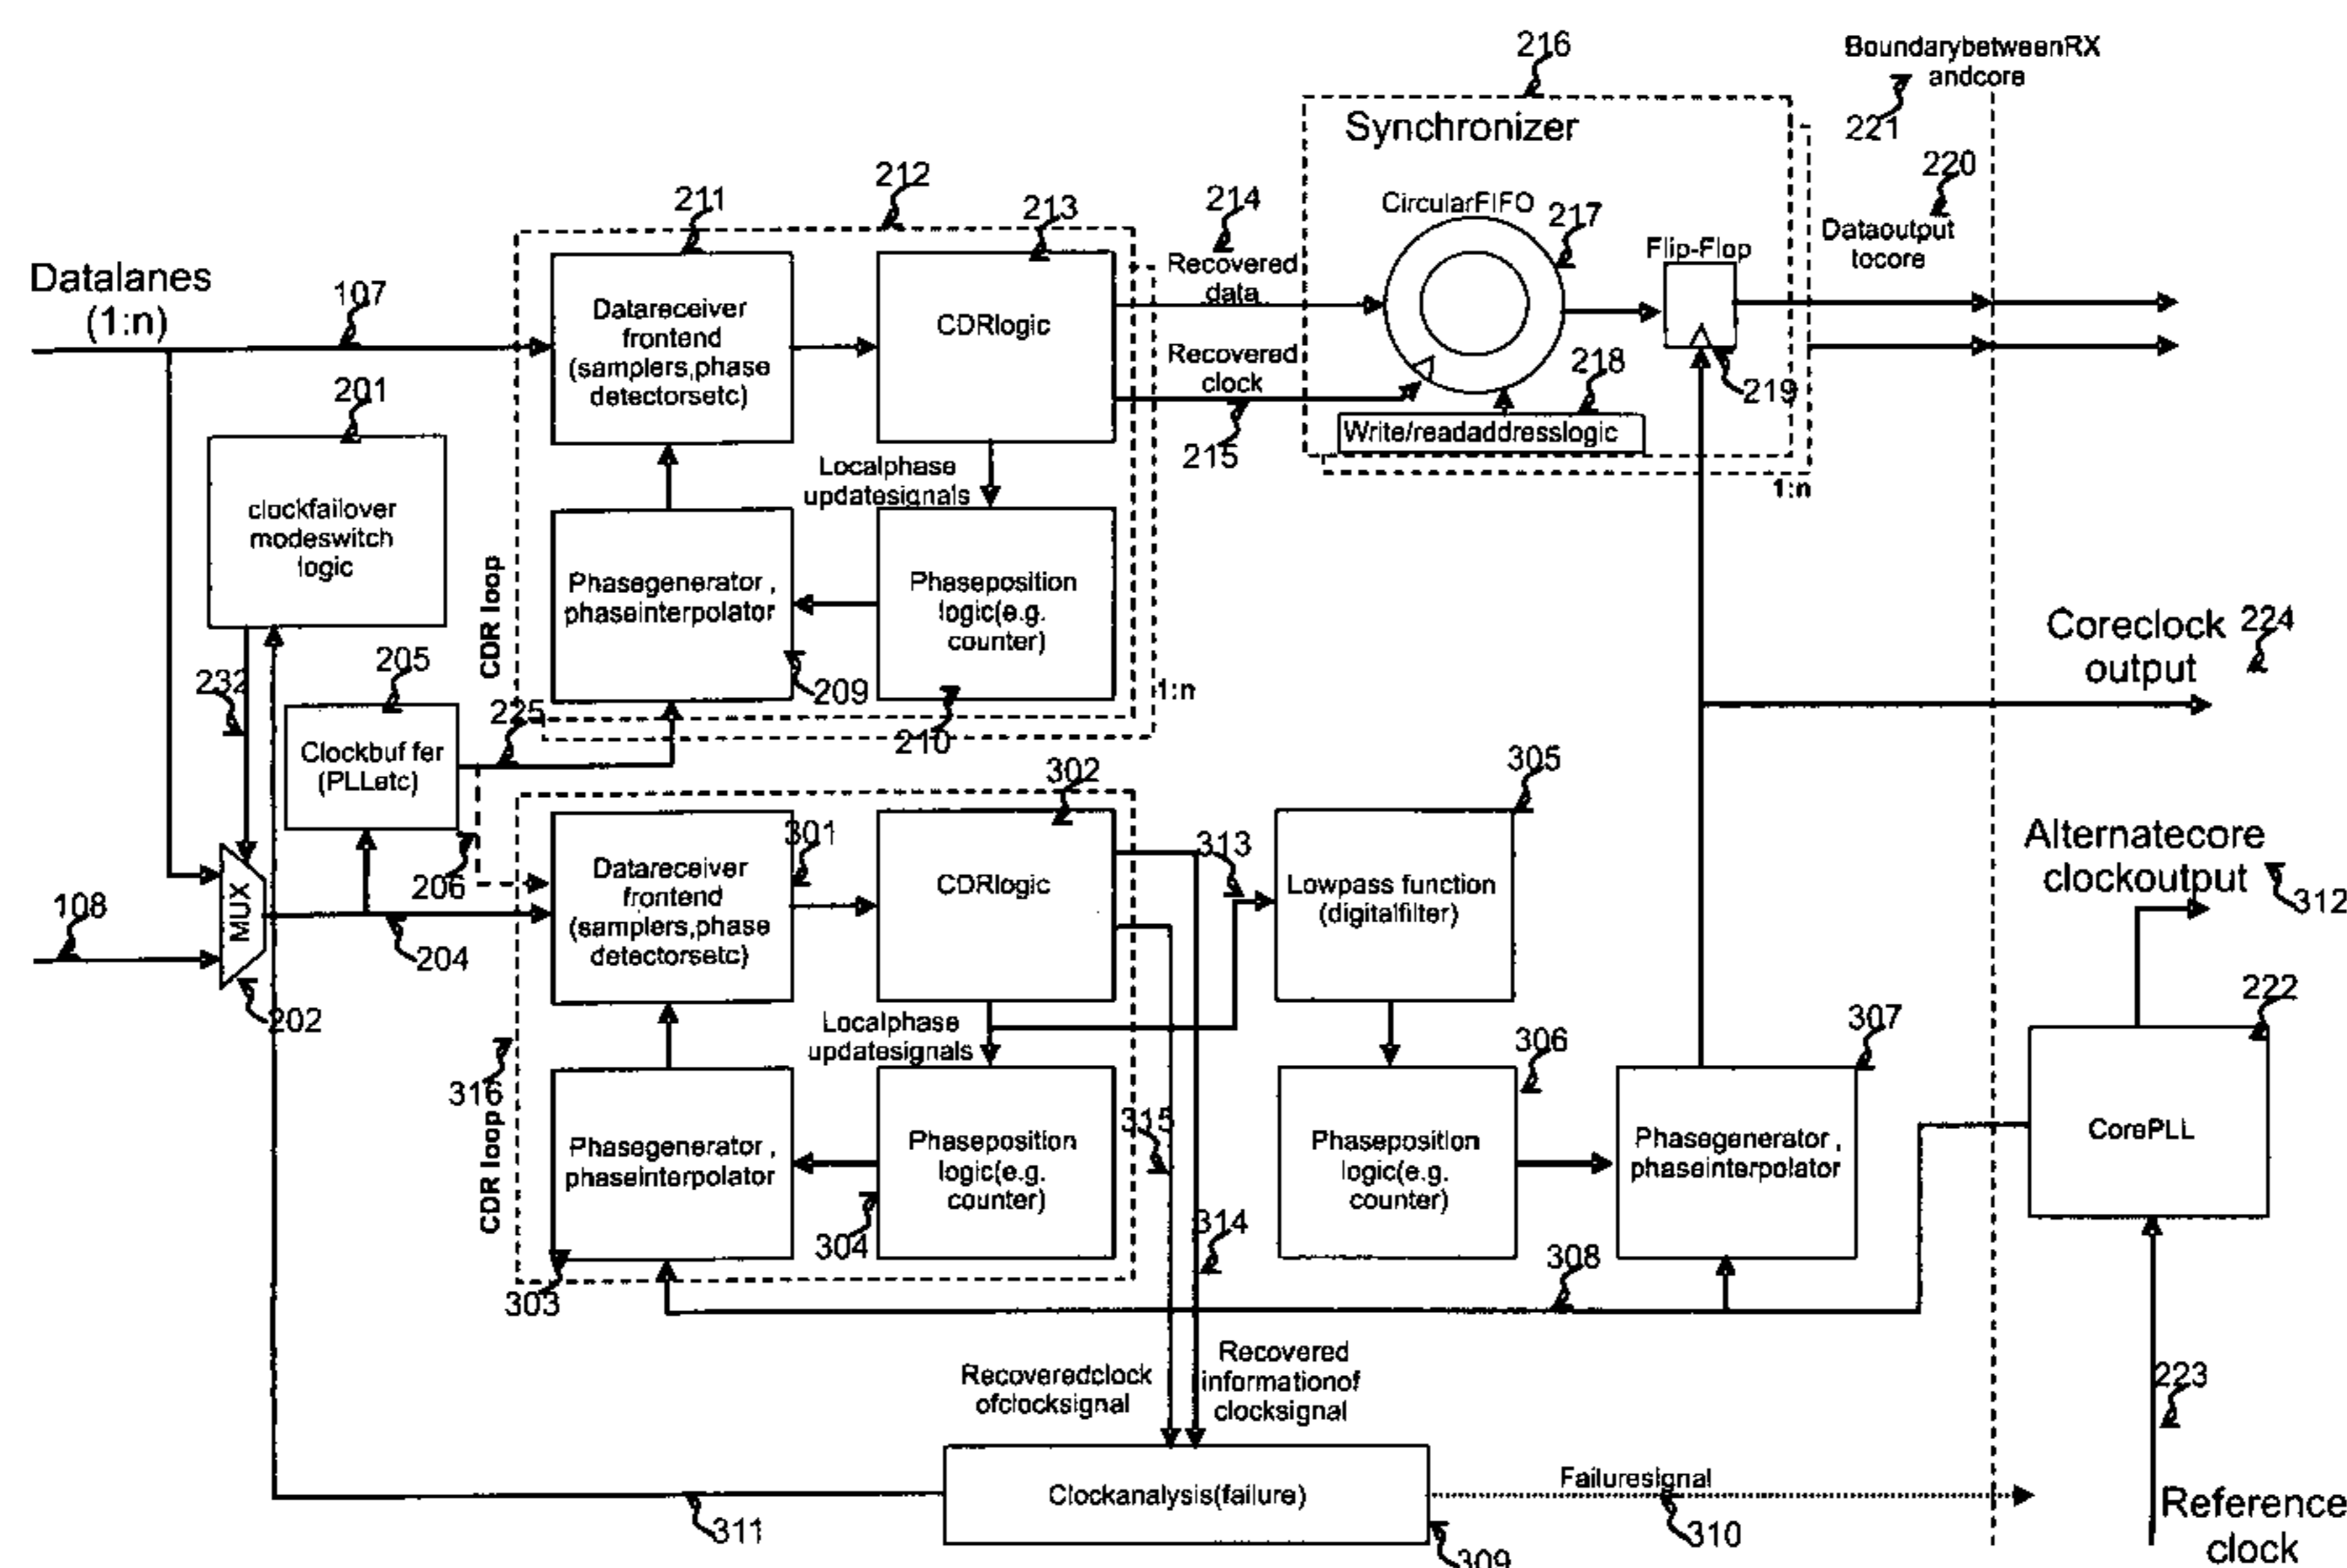 216
BoundarybetweenRX
andcore
221
Synchronizer
220
212
211
213
214
CircularFIFO
217
Flip-Flop
Dataoutput
tocore
Datalanes
(1:n)
107
Datareceiver
frontend
(samplers,phase
detectorsetc)
CDRlogic
Recovered
data
Recovered
clock
218
219
201
215
Write/readaddresslogic
1:n
Localphase
updatesignals
clockfailover
modeswitch
logic
CDR loop
Phasegenerator,
phaseinterpolator
Phaseposition
logic(e.g.
counter)
Coreclock
output
224
232
205
209
1:n
225
210
Clockbuf fer
(PLLetc)
302
305
301
313
Alternatecore
clockoutput
312
206
Datareceiver
frontend
(samplers,phase
detectorsetc)
CDRlogic
Lowpass function
(digitalfilter)
108
MUX
204
202
222
307
306
Localphase
updatesignals
316
CDR loop
315
Phasegenerator,
phaseinterpolator
Phaseposition
logic(e.g.
counter)
Phaseposition
logic(e.g.
counter)
Phasegenerator,
phaseinterpolator
CorePLL
304
314
308
303
Recoveredclock
ofclocksignal
Recovered
informationof
clocksignal
223
Clockanalysis(failure)
Failuresignal
311
309
310
Reference
clock